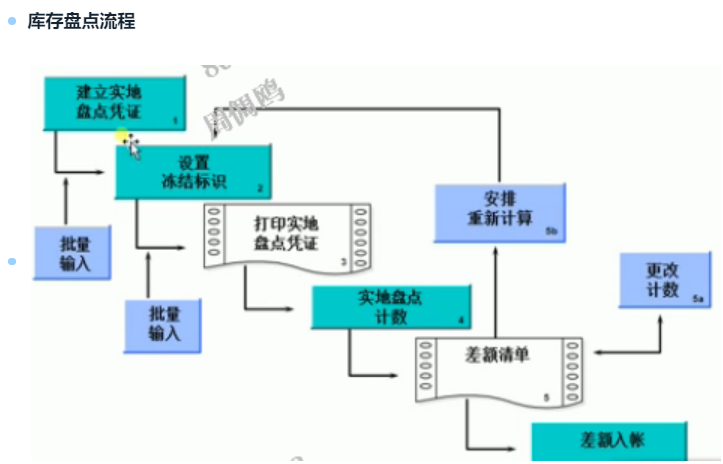 库存盘点流程
周佩鸥
建立实地
盘点凭证
1
设置
冻结标识
2
批量
输入
打印实地
盘点凭证
3
安排
重新计算
5b
批量
输入
实地盘点
计数
4
更改
计数
5a
差额清单
5
差额入帐